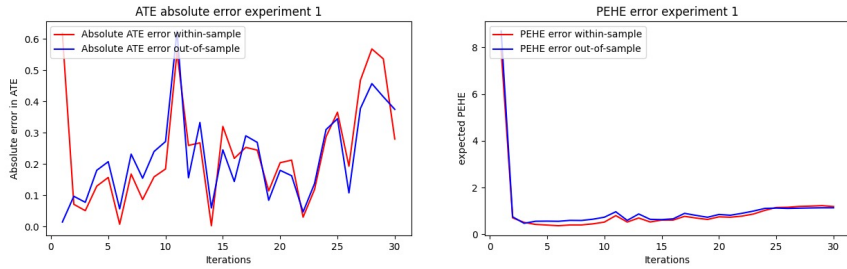 ATE absolute error experiment 1
Absolute ATE error within-sample
Absolute ATE error out-of-sample
Absolute error in ATE
0.6
0.5
0.4
0.3
0.2
0.1
0.0
0 5 10 15 20 25 30
Iterations
PEHE error experiment 1
PEHE error within-sample
PEHE error out-of-sample
expected PEHE
8
6
4
2
0
0 5 10 15 20 25 30
Iterations